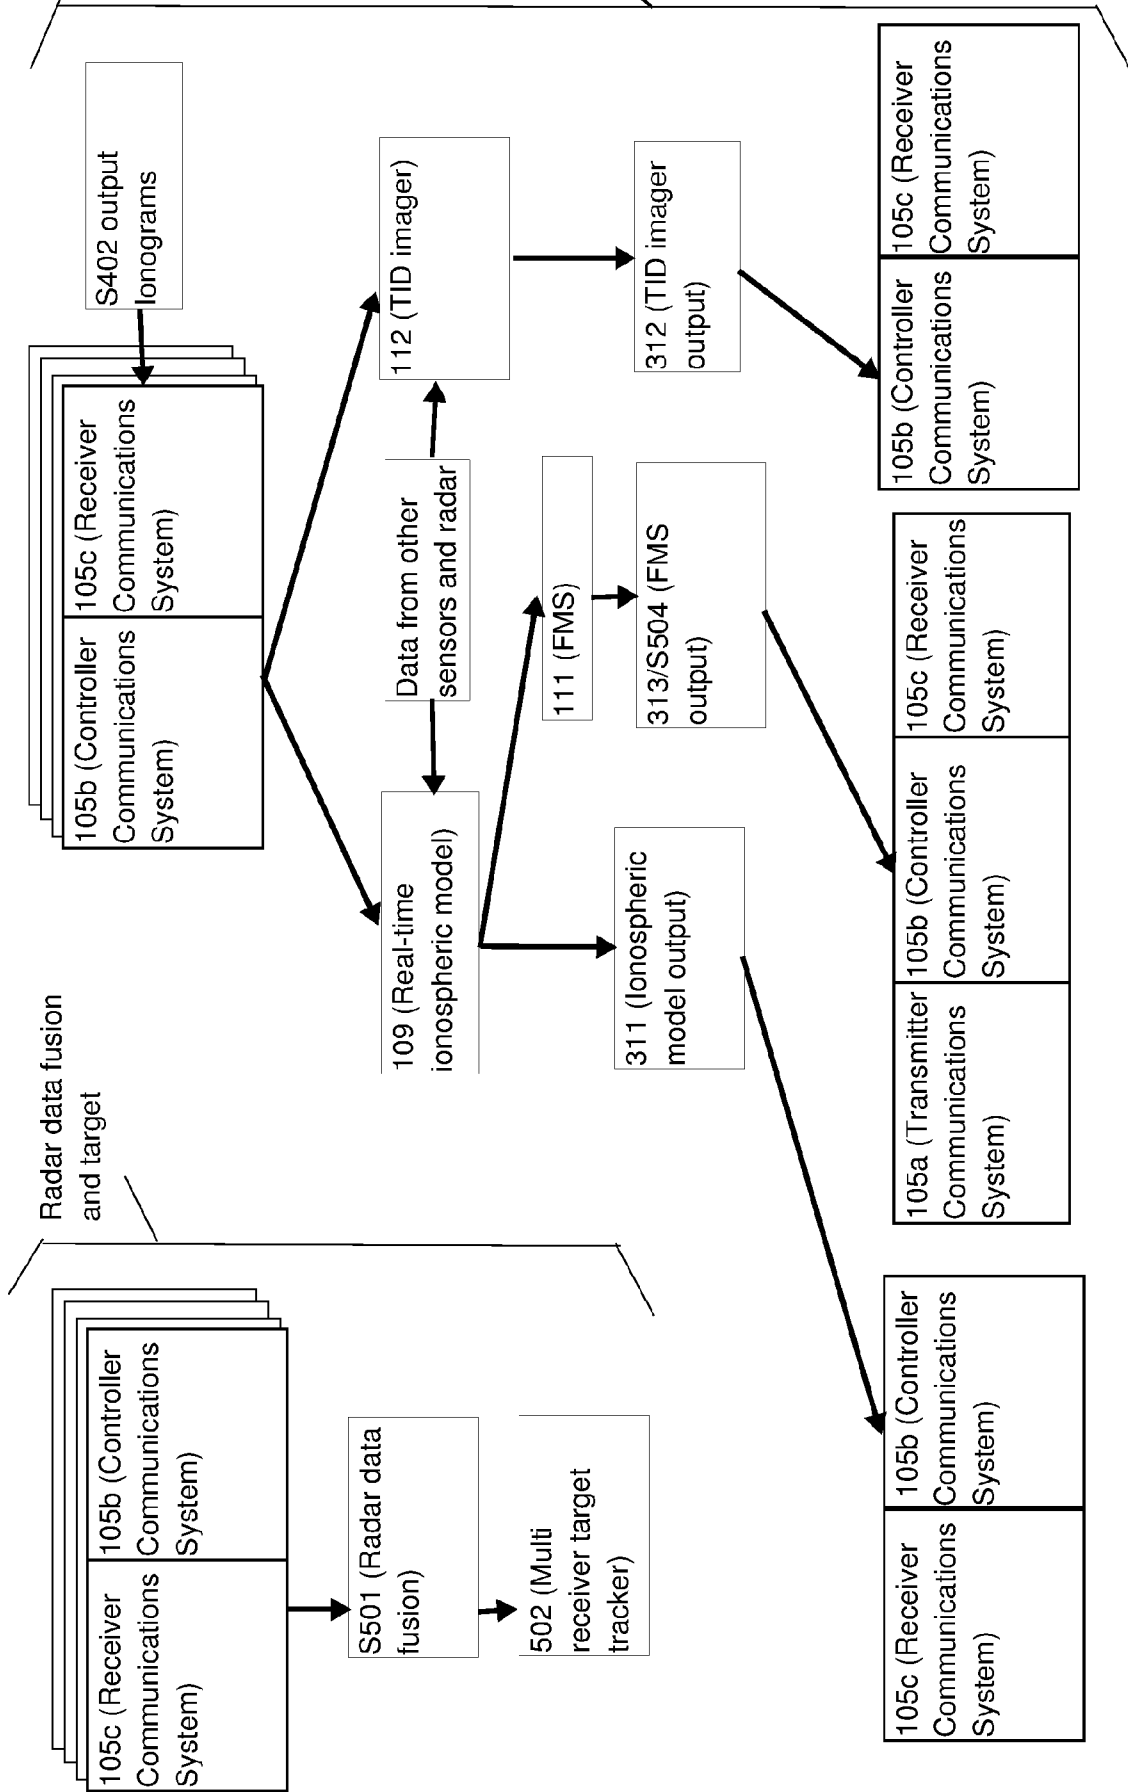 Radar data fusion
and target
105c (Receiver
Communications
System)
105b (Controller
Communications
System)
S501 (Radar data
fusion)
502 (Multi
receiver target
tracker)
105b (Controller
Communications
System)
105c (Receiver
Communications
System)
S402 output
Ionograms
109 (Real-time
ionospheric model)
Data from other
sensors and radar
112 (TID imager)
111 (FMS)
311 (Ionospheric
model output)
313/S504 (FMS
output)
312 (TID imager
output)
105c (Receiver
Communications
System)
105b (Controller
Communications
System)
105a (Transmitter
Communications
System)
105b (Controller
Communications
System)
105c (Receiver
Communications
System)
105b (Controller
Communications
System)
105c (Receiver
Communications
System)